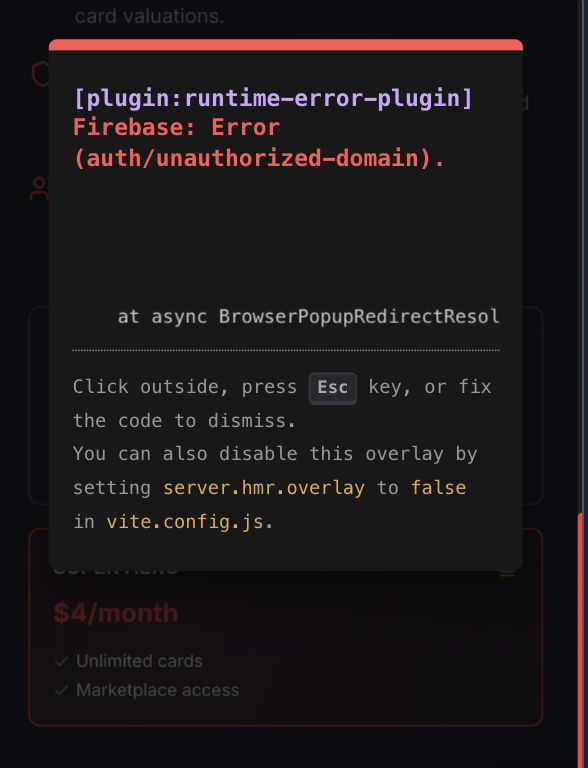 card valuations.
[plugin:runtime-error-plugin]
Firebase: Error
(auth/unauthorized-domain).
at async BrowserPopupRedirectResol
Click outside, press Esc key, or fix
the code to dismiss.
You can also disable this overlay by
setting server.hmr.overlay to false
in vite.config.js.
$4/month
Unlimited cards
Marketplace access